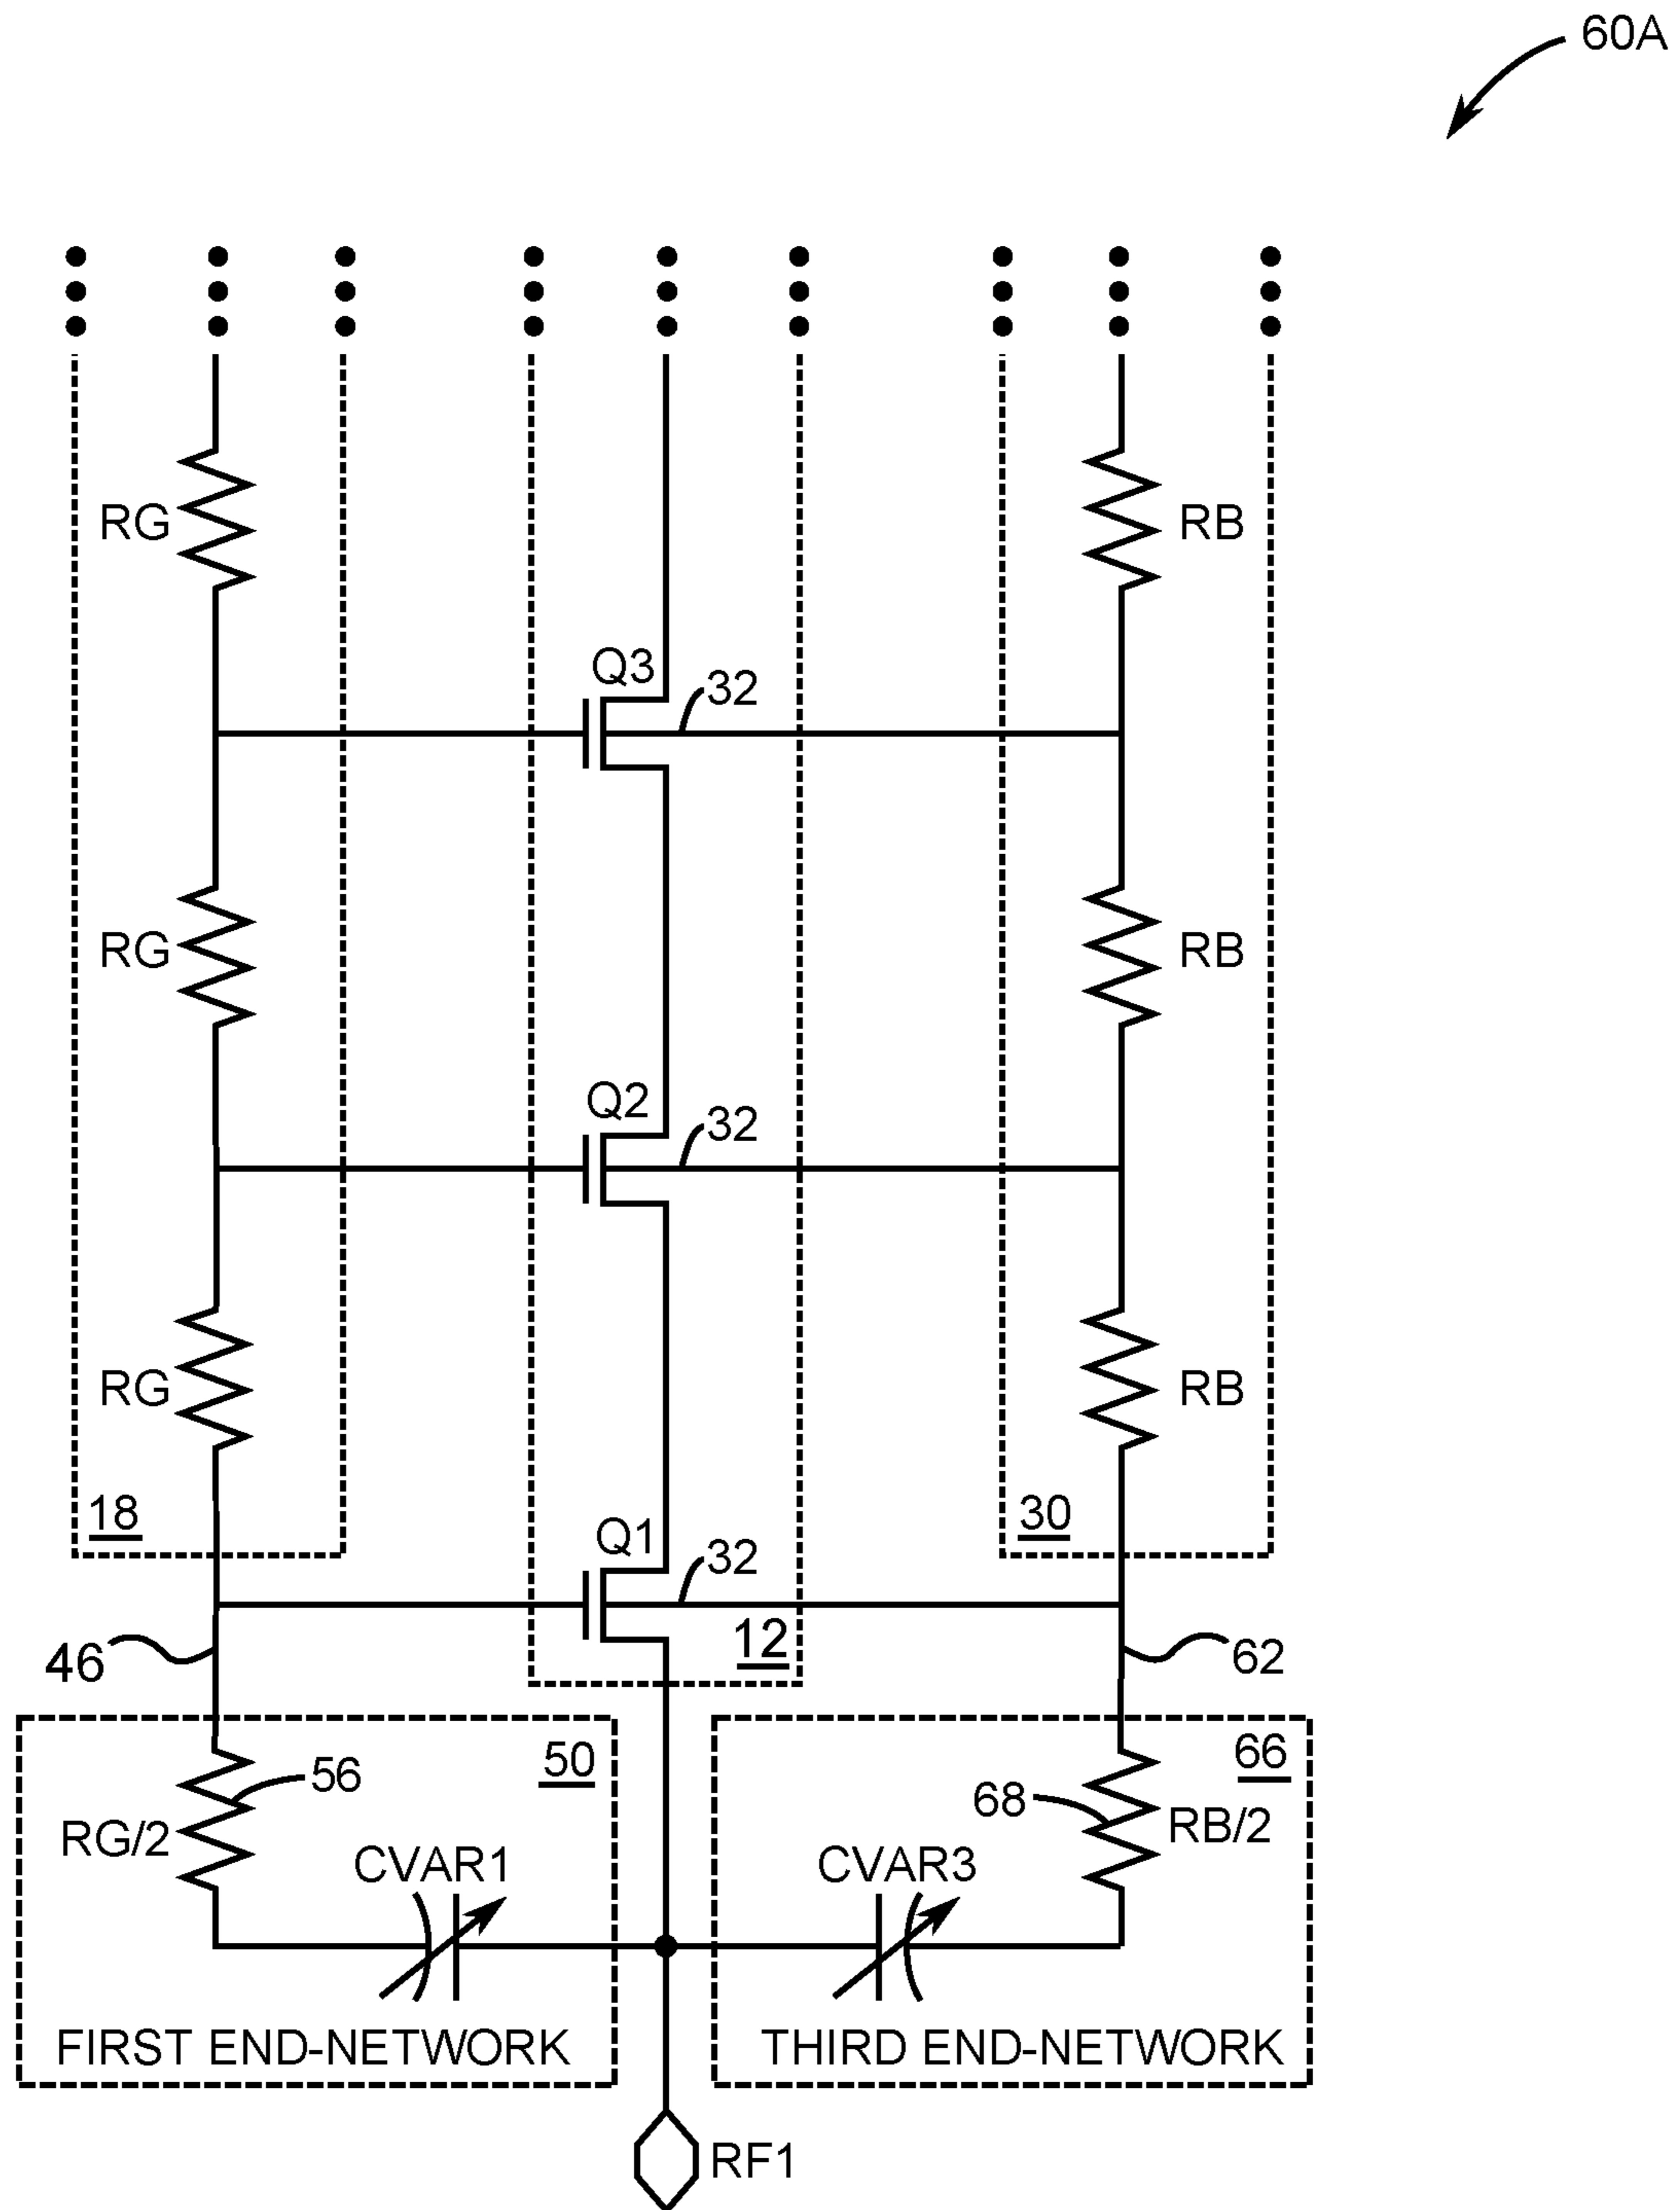 60A
RG
RB
Q3
32
RG
RB
Q2
32
RG
RB
18
30
Q1
32
12
46
62
50
66
56
68
RG/2
RB/2
CVAR1
CVAR3
FIRST END-NETWORK
THIRD END-NETWORK
RF1